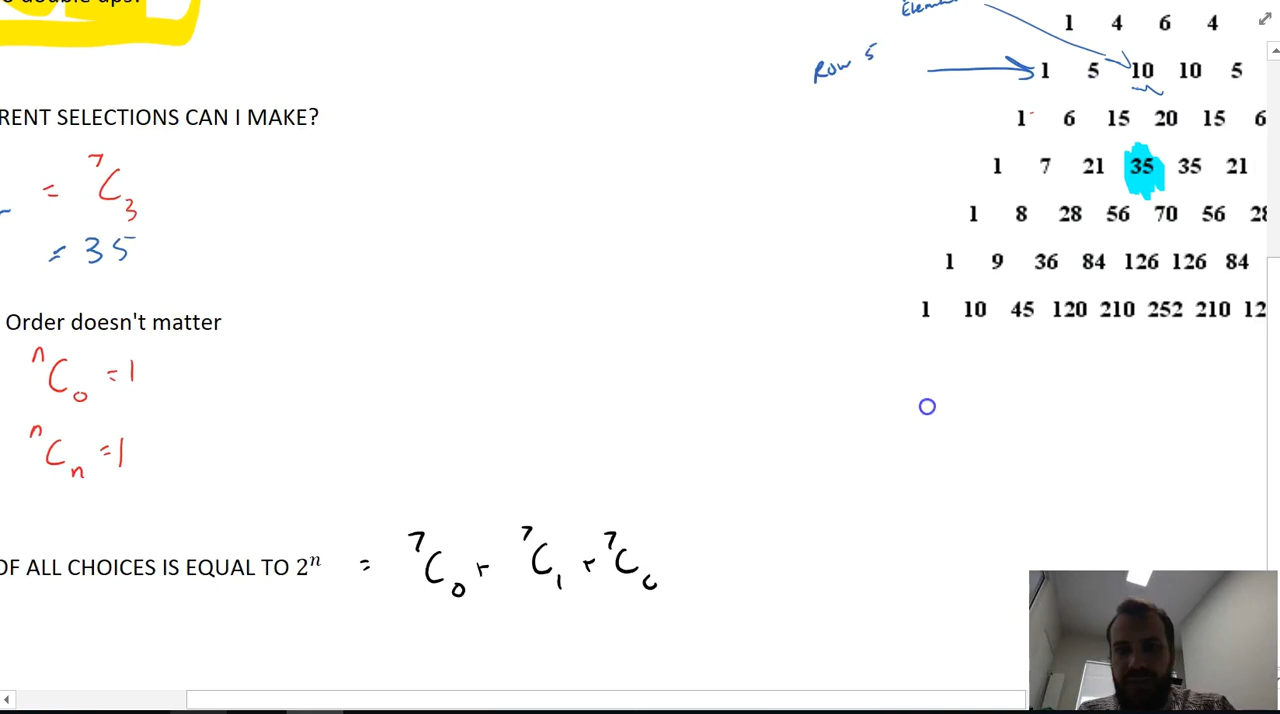 o double ups!
Eleme
1 4 6 4
Row 5
1 5 10 10 5
1 6 15 20 15 6
RENT SELECTIONS CAN I MAKE?
= ⁷C₃
1 7 21 35 35 21
1 8 28 56 70 56 28
= 35
1 9 36 84 126 126 84
1 10 45 120 210 252 210 12
Order doesn't matter
ⁿC₀ = 1
ⁿCₙ = 1
OF ALL CHOICES IS EQUAL TO 2ⁿ = ⁷C₀ + ⁷C₁ + ⁷C